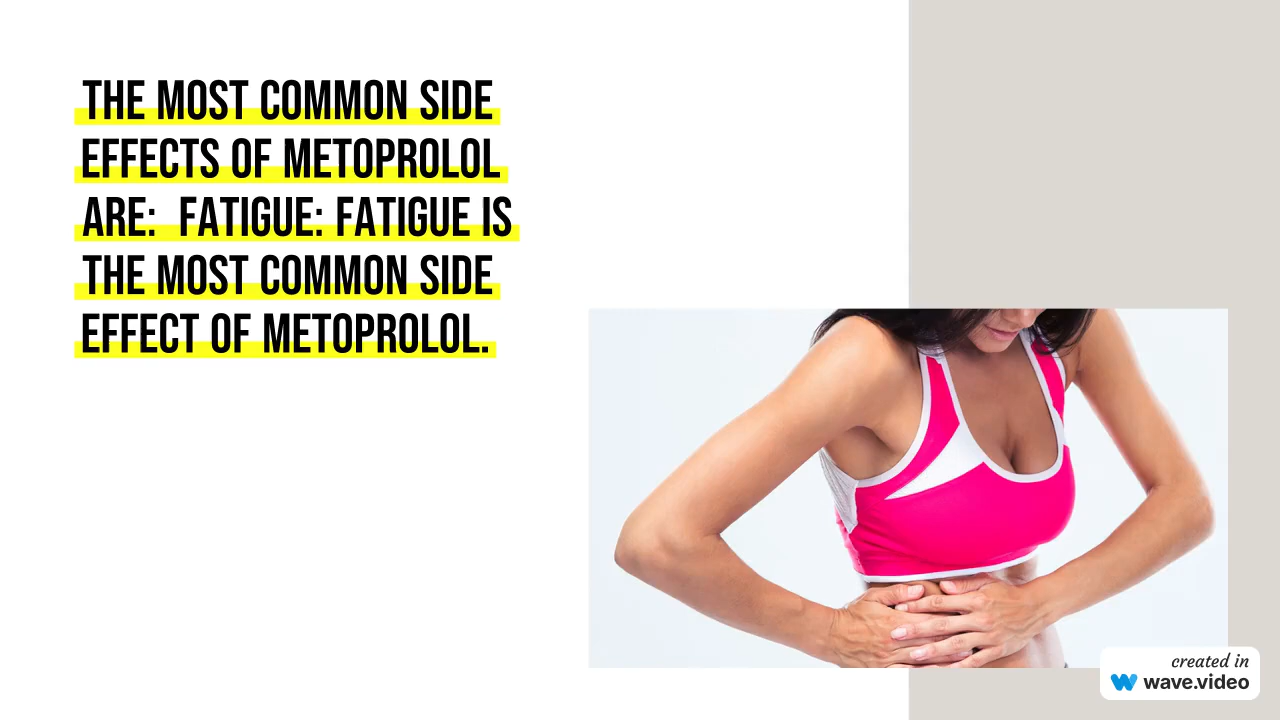 THE MOST COMMON SIDE
EFFECTS OF METOPROLOL
ARE:  FATIGUE: FATIGUE IS
THE MOST COMMON SIDE
EFFECT OF METOPROLOL.
created in
wave.video